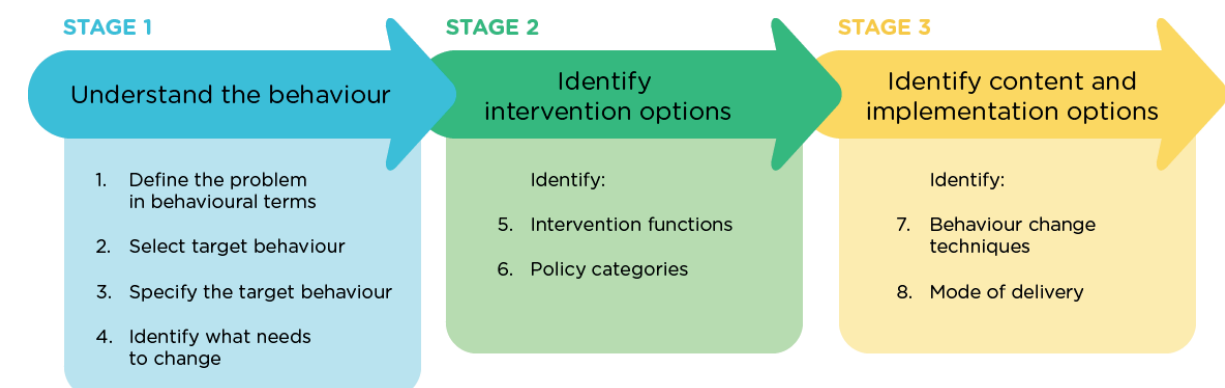 STAGE 1
Understand the behaviour
1. Define the problem
in behavioural terms
2. Select target behaviour
3. Specify the target behaviour
4. Identify what needs
to change
STAGE 2
Identify
intervention options
Identify:
5. Intervention functions
6. Policy categories
STAGE 3
Identify content and
implementation options
Identify:
7. Behaviour change
techniques
8. Mode of delivery